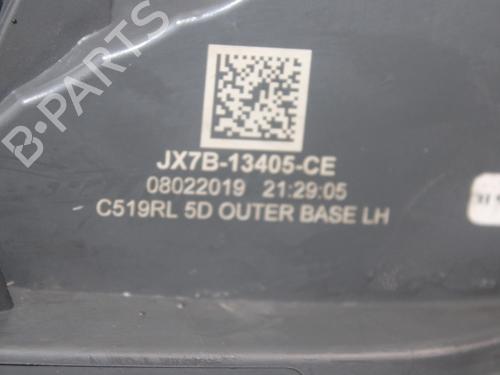 B-PARTS
JX7B-13405-CE
08022019 21:29:05
C519RL 5D OUTER BASE LH